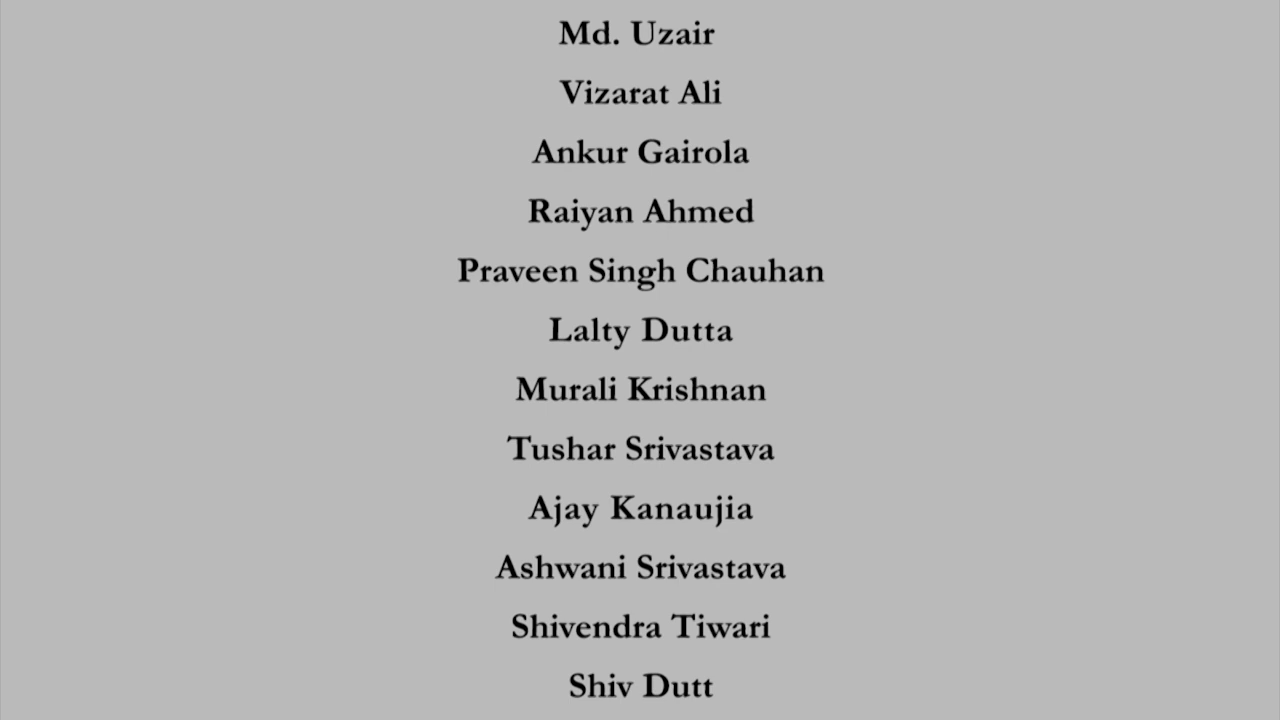 Md. Uzair
Vizarat Ali
Ankur Gairola
Raiyan Ahmed
Praveen Singh Chauhan
Lalty Dutta
Murali Krishnan
Tushar Srivastava
Ajay Kanaujia
Ashwani Srivastava
Shivendra Tiwari
Shiv Dutt